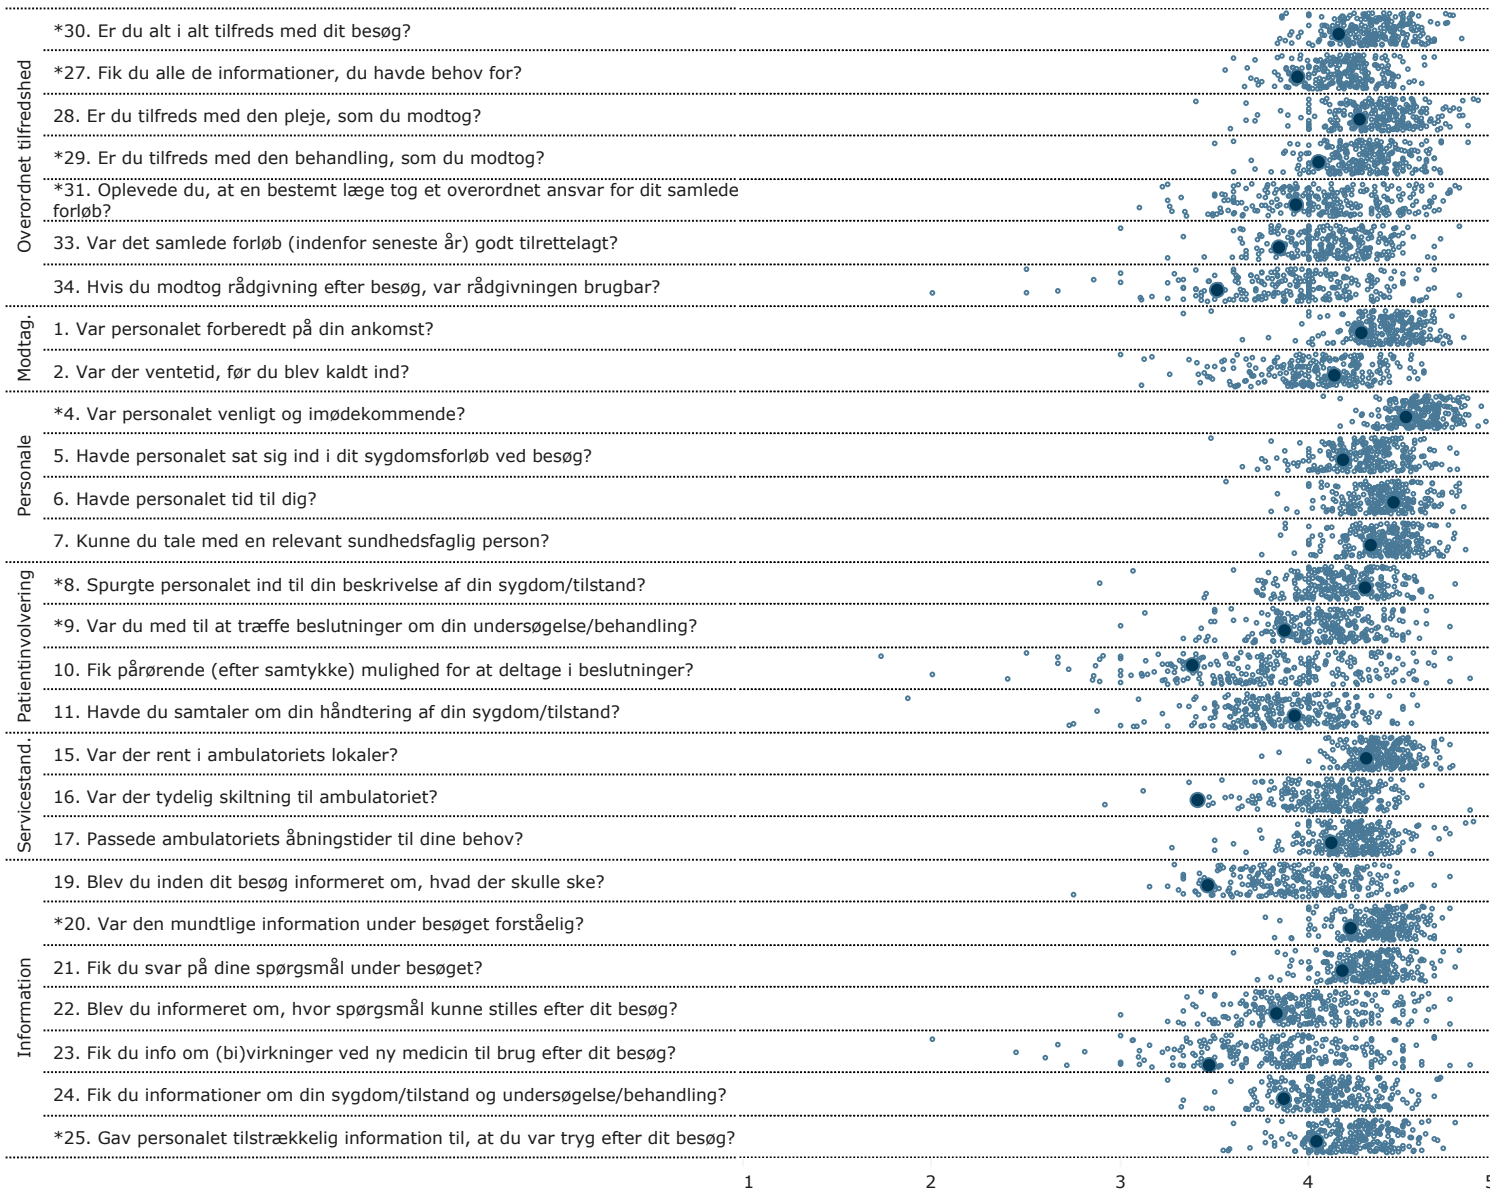 Overordnet tilfredshed
*30. Er du alt i alt tilfreds med dit besøg?
*27. Fik du alle de informationer, du havde behov for?
28. Er du tilfreds med den pleje, som du modtog?
*29. Er du tilfreds med den behandling, som du modtog?
*31. Oplevede du, at en bestemt læge tog et overordnet ansvar for dit samlede
forløb?
33. Var det samlede forløb (indenfor seneste år) godt tilrettelagt?
34. Hvis du modtog rådgivning efter besøg, var rådgivningen brugbar?
Modtag.
1. Var personalet forberedt på din ankomst?
2. Var der ventetid, før du blev kaldt ind?
Personale
*4. Var personalet venligt og imødekommende?
5. Havde personalet sat sig ind i dit sygdomsforløb ved besøg?
6. Havde personalet tid til dig?
7. Kunne du tale med en relevant sundhedsfaglig person?
Patientinvolvering
*8. Spurgte personalet ind til din beskrivelse af din sygdom/tilstand?
*9. Var du med til at træffe beslutninger om din undersøgelse/behandling?
10. Fik pårørende (efter samtykke) mulighed for at deltage i beslutninger?
11. Havde du samtaler om din håndtering af din sygdom/tilstand?
Servicestand.
15. Var der rent i ambulatoriets lokaler?
16. Var der tydelig skiltning til ambulatoriet?
17. Passede ambulatoriets åbningstider til dine behov?
Information
19. Blev du inden dit besøg informeret om, hvad der skulle ske?
*20. Var den mundtlige information under besøget forståelig?
21. Fik du svar på dine spørgsmål under besøget?
22. Blev du informeret om, hvor spørgsmål kunne stilles efter dit besøg?
23. Fik du info om (bi)virkninger ved ny medicin til brug efter dit besøg?
24. Fik du informationer om din sygdom/tilstand og undersøgelse/behandling?
*25. Gav personalet tilstrækkelig information til, at du var tryg efter dit besøg?
1 2 3 4 5